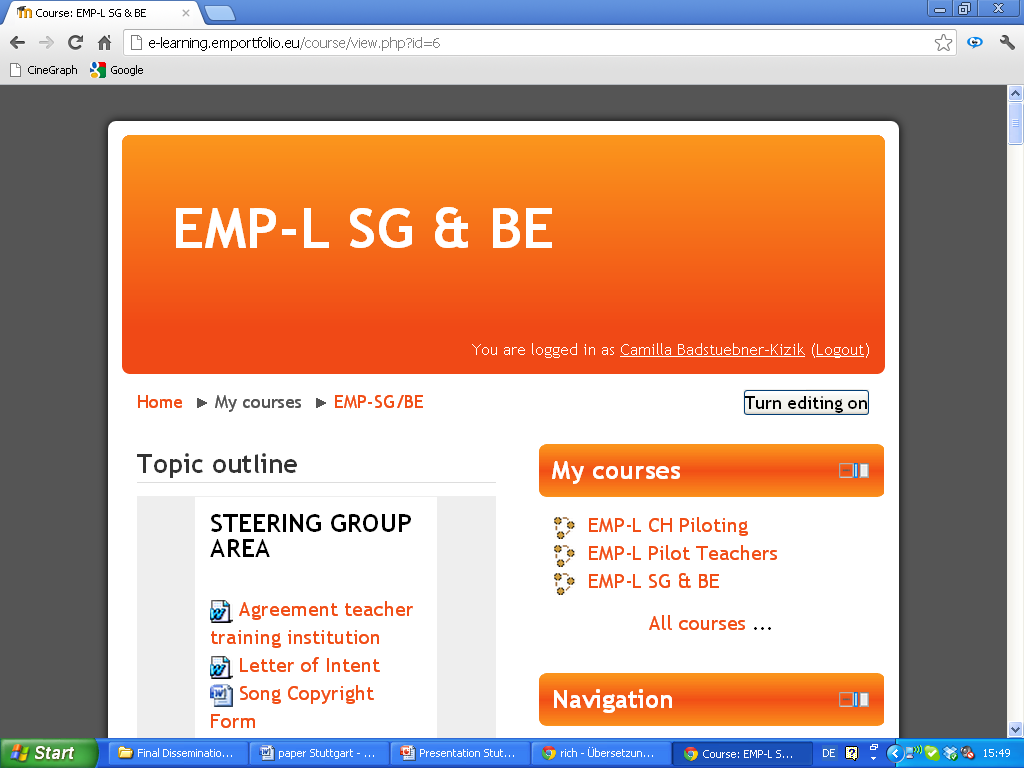 Course: EMP-L SG & BE
e-learning.emportfolio.eu/course/view.php?id=6
CineGraph Google
EMP-L SG & BE
You are logged in as Camilla Badstuebner-Kizik (Logout)
Home ► My courses ► EMP-SG/BE
Turn editing on
Topic outline
STEERING GROUP
AREA
Agreement teacher
training institution
Letter of Intent
Song Copyright
Form
My courses
EMP-L CH Piloting
EMP-L Pilot Teachers
EMP-L SG & BE
All courses ...
Navigation
Start Final Disseminatio... paper Stuttgart - ... Presentation Stut... rich - Übersetzun... Course: EMP-L S... DE 15:49